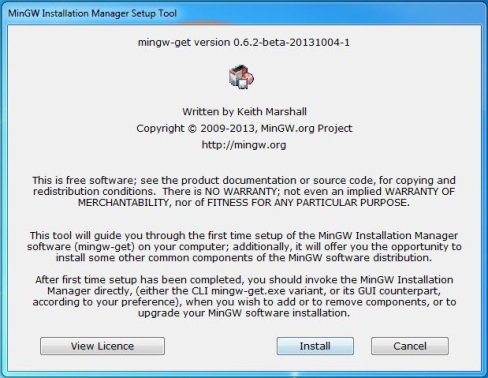 MinGW Installation Manager Setup Tool
mingw-get version 0.6.2-beta-20131004-1
Written by Keith Marshall
Copyright © 2009-2013, MinGW.org Project
http://mingw.org
This is free software; see the product documentation or source code, for copying and
redistribution conditions. There is NO WARRANTY; not even an implied WARRANTY OF
MERCHANTABILITY, nor of FITNESS FOR ANY PARTICULAR PURPOSE.
This tool will guide you through the first time setup of the MinGW Installation Manager
software (mingw-get) on your computer; additionally, it will offer you the opportunity to
install some other common components of the MinGW software distribution.
After first time setup has been completed, you should invoke the MinGW Installation
Manager directly, (either the CLI mingw-get.exe variant, or its GUI counterpart,
according to your preference), when you wish to add or to remove components, or to
upgrade your MinGW software installation.
View Licence
Install
Cancel